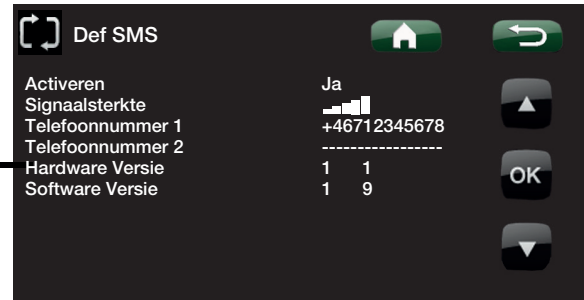 Def SMS
Activeren Ja
Signaalsterkte
Telefoonnummer 1 +46712345678
Telefoonnummer 2 -----------------
Hardware Versie 1 1
Software Versie 1 9
OK